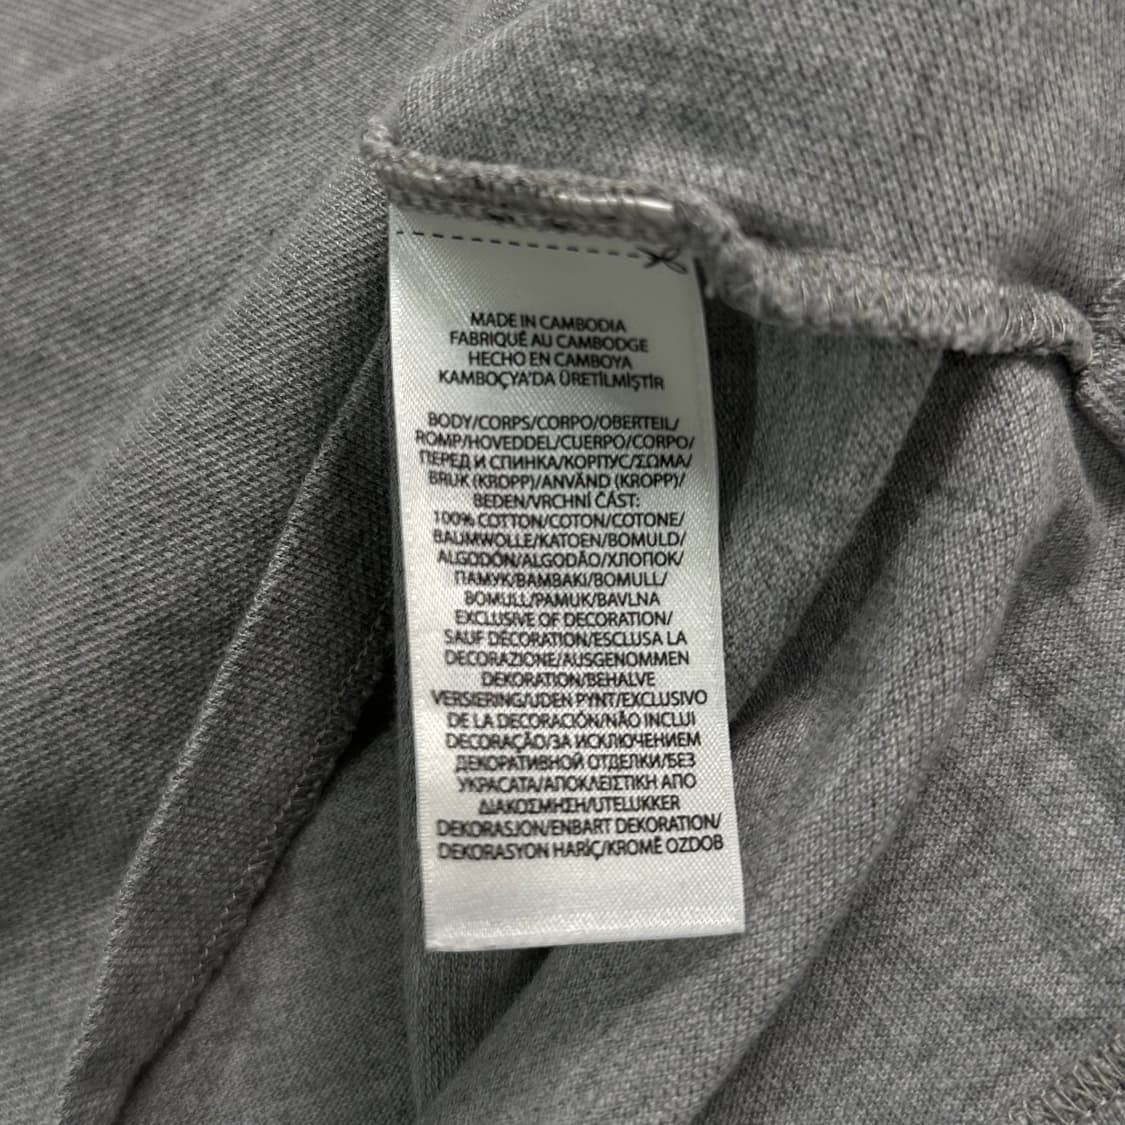 MADE IN CAMBODIA
FABRIQUÉ AU CAMBODGE
HECHO EN CAMBOYA
KAMBOÇYA'DA ÜRETİLMİŞTİR
BODY/CORPS/CORPO/OBERTEIL/
ROMP/HOVEDDEL/CUERPO/CORPO/
ПЕРЕД И СПИНКА/КОРПУС/ΣΩΜΑ/
BRUK (KROPP)/ANVÄND (KROPP)/
BEDEN/VRCHNÍ ČÁST:
100% COTTON/COTON/COTONE/
BAUMWOLLE/KATOEN/BOMULD/
ALGODÓN/ALGODÃO/ХЛОПОК/
ПАМУК/ΒΑΜΒΑΚΙ/BOMULL/
BOMULL/PAMUK/BAVLNA
EXCLUSIVE OF DECORATION/
SAUF DÉCORATION/ESCLUSA LA
DECORAZIONE/AUSGENOMMEN
DEKORATION/BEHALVE
VERSIERING/UDEN PYNT/EXCLUSIVO
DE LA DECORACIÓN/NÃO INCLUI
DECORAÇÃO/ЗА ИСКЛЮЧЕНИЕМ
ДЕКОРАТИВНОЙ ОТДЕЛКИ/БЕЗ
УКРАСАТА/ΑΠΟΚΛΕΙΣΤΙΚΗ ΑΠΟ
ΔΙΑΚΟΣΜΗΣΗ/UTELUKKER
DEKORASJON/ENBART DEKORATION/
DEKORASYON HARİÇ/KROMĚ OZDOB